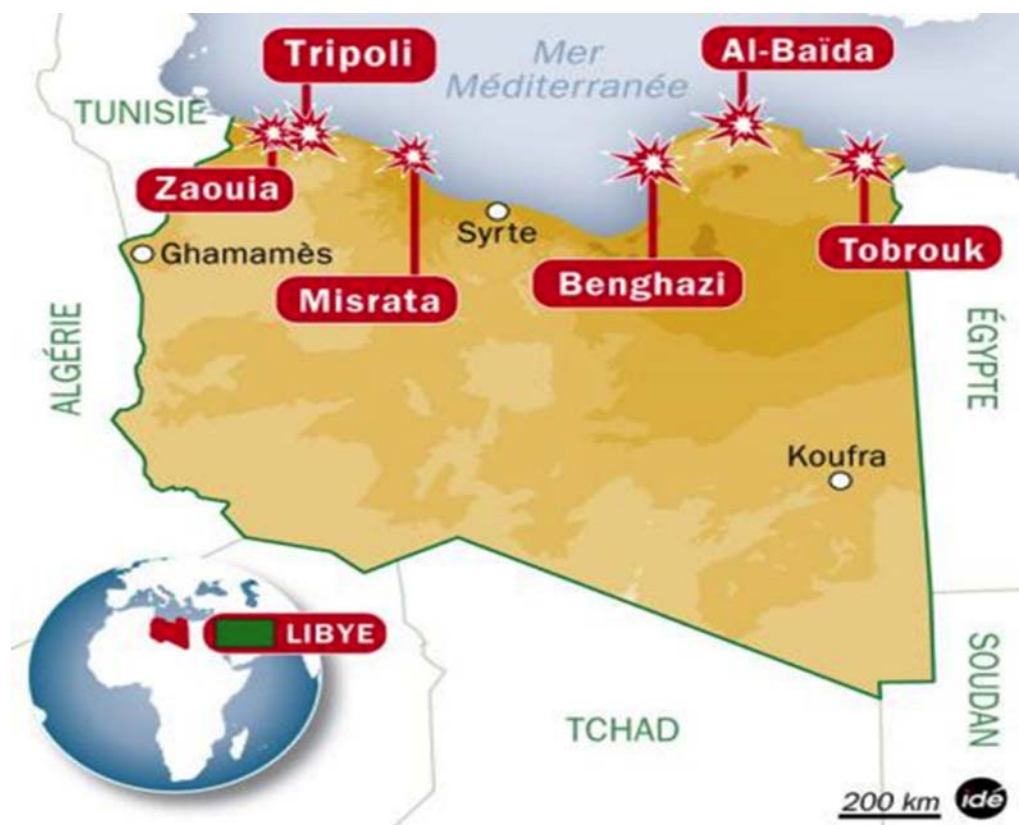 Tripoli
Mer
Méditerranée
Al-Baïda
TUNISIE
Zaouia
Ghamamès
Syrte
Misrata
Benghazi
Tobrouk
ALGÉRIE
ÉGYPTE
Koufra
LIBYE
TCHAD
SOUDAN
200 km
idé